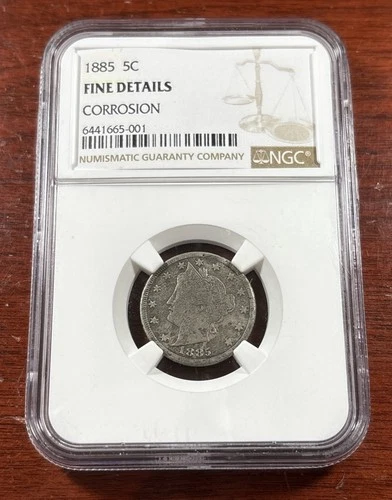 1885 5C
FINE DETAILS
CORROSION
6441665-001
NUMISMATIC GUARANTY COMPANY NGC®
1885